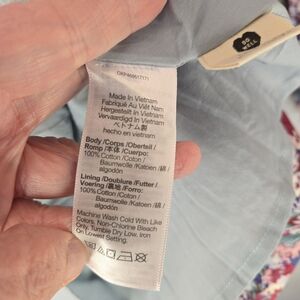 Made In Vietnam
Fabriqué Au Viêt Nam
Hergestellt In Vietnam
Vervaardigd In Vietnam
ベトナム製
hecho en vietnam
Body/Corps/Oberteil/
Romp/本体/Cuerpo:
100%Cotton/Coton/
Baumwolle/Katoen/綿/
algodón
Lining/Doublure/Futter/
Voering/裏地/Forro:
100%Cotton/Coton/
Baumwolle/Katoen/綿/
algodón
Machine Wash Cold With Like
Colors, Non-Chlorine Bleach
Only, Tumble Dry Low, Iron
On Lowest Setting.
DO
WELL